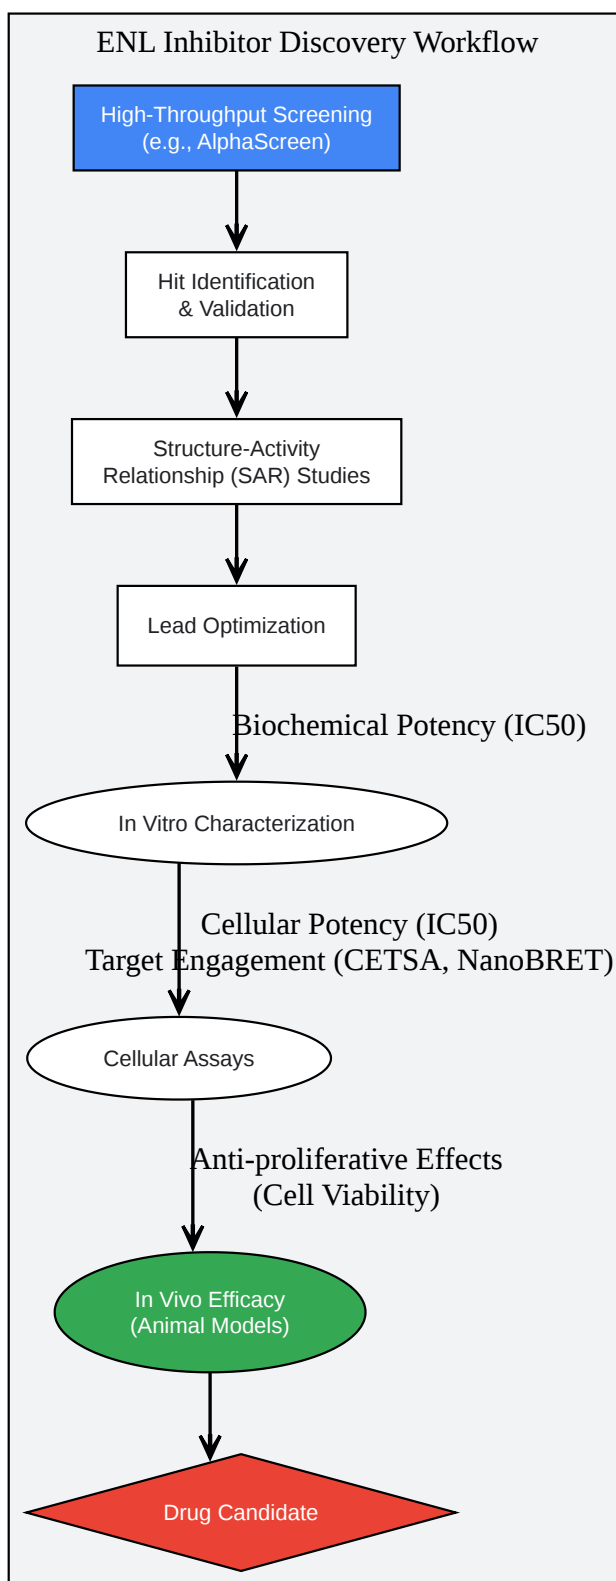 ENL Inhibitor Discovery Workflow
High-Throughput Screening
(e.g., AlphaScreen)
Hit Identification
& Validation
Structure-Activity
Relationship (SAR) Studies
Lead Optimization
Biochemical Potency (IC50)
In Vitro Characterization
Cellular Potency (IC50)
Target Engagement (CETSA, NanoBRET)
Cellular Assays
Anti-proliferative Effects
(Cell Viability)
In Vivo Efficacy
(Animal Models)
Drug Candidate